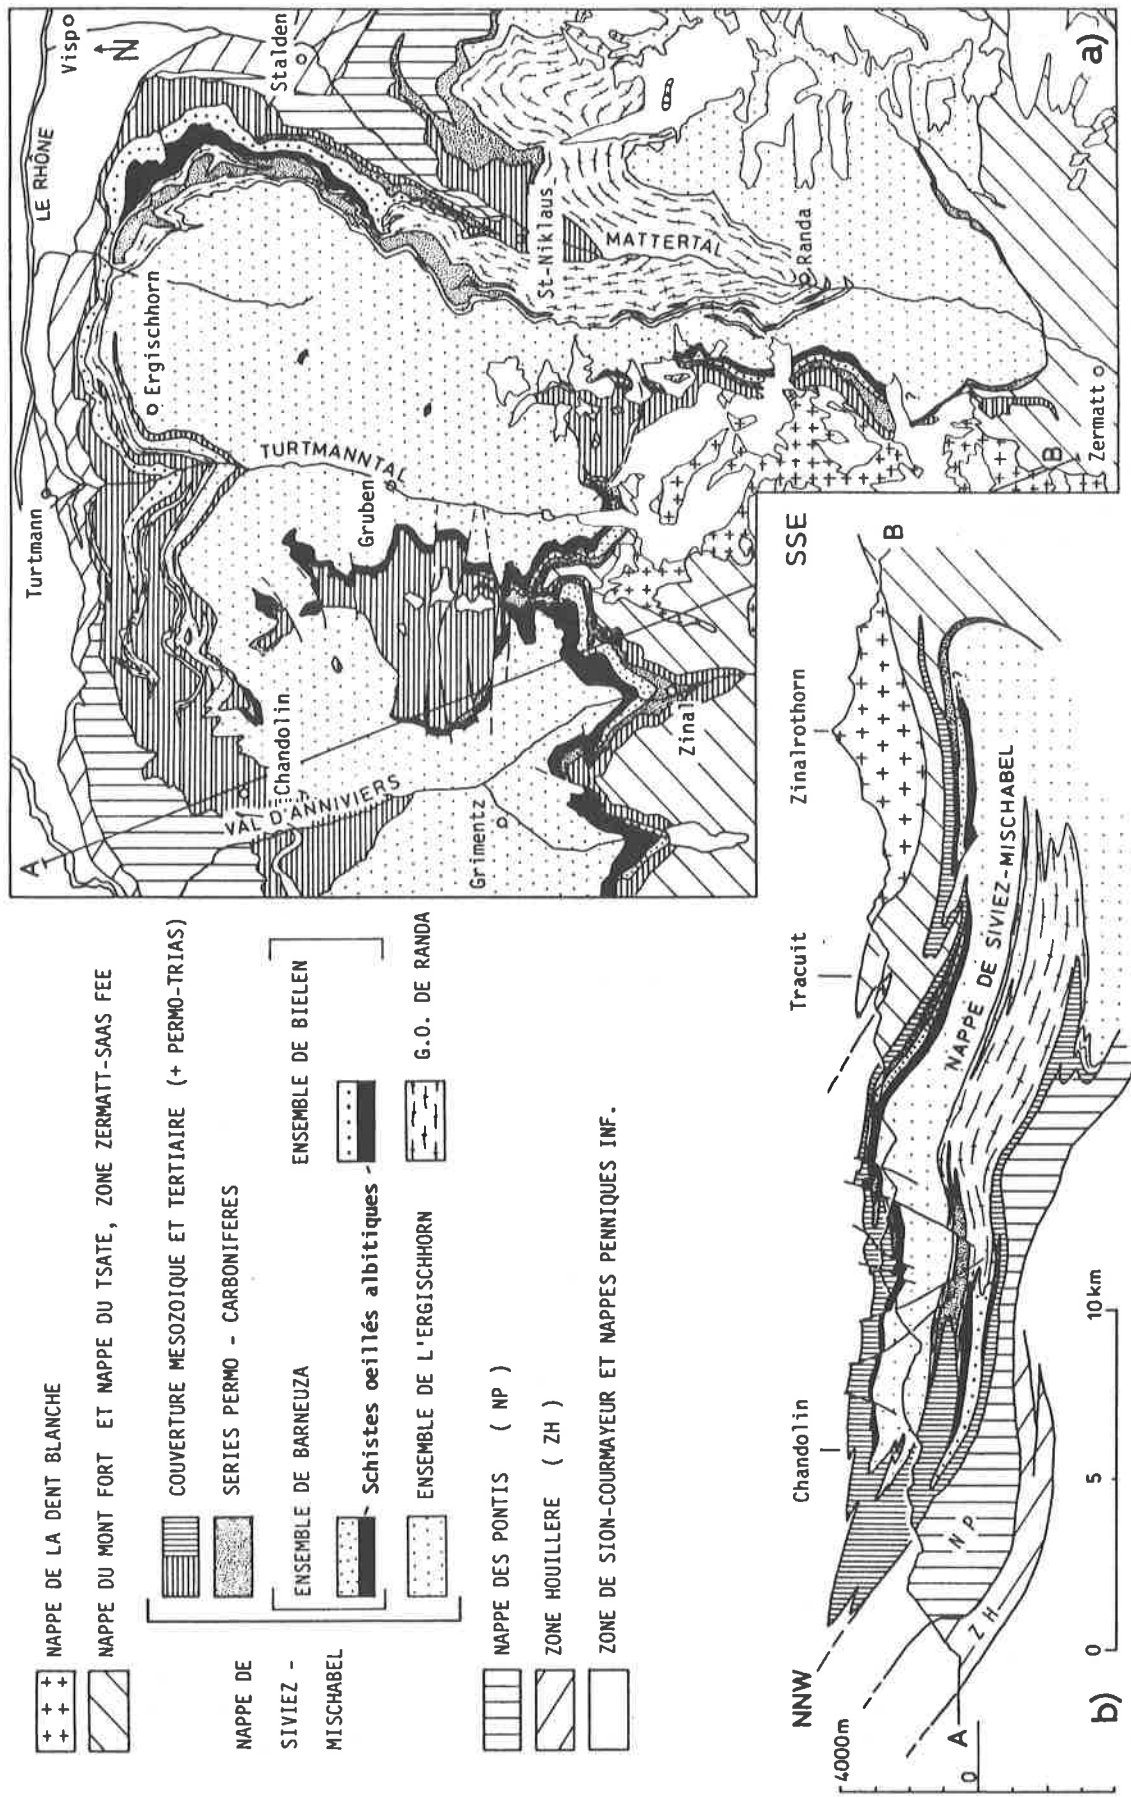 NAPPE DE LA DENT BLANCHE
NAPPE DU MONT FORT ET NAPPE DU TSATE, ZONE ZERMATT-SAAS FEE
COUVERTURE MESOZOIQUE ET TERTIAIRE (+ PERMO-TRIAS)
SERIES PERMO - CARBONIFERES
ENSEMBLE DE BARNEUZA
ENSEMBLE DE BIELEN
Schistes oeillés albitiques
ENSEMBLE DE L'ERGISCHHORN
G.O. DE RANDA
NAPPE DE
SIVIEZ -
MISCHABEL
NAPPE DES PONTIS ( NP )
ZONE HOUILLERE ( ZH )
ZONE DE SION-COURMAYEUR ET NAPPES PENNIQUES INF.
LE RHÔNE
Visp
N
Turtmann
Stalden
Ergischhorn
A
Chandolin
VAL D'ANNIVIERS
TURTMANNTAL
Gruben
St-Niklaus
MATTERTAL
Grimentz
Zinal
Randa
?
B
Zermatt
a)
NNW
Chandolin
Tracuit
Zinalrothorn
SSE
B
4000m
0
A
NP
ZH
NAPPE DE SIVIEZ-MISCHABEL
?
0
5
10km
b)